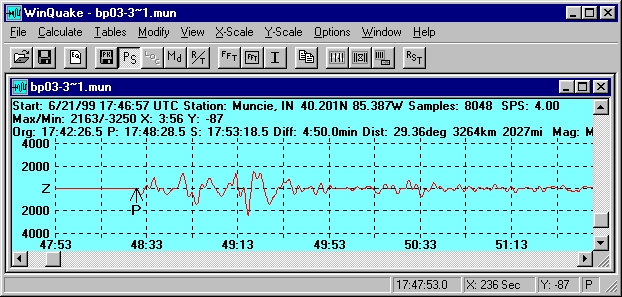 WinQuake - bp03-3~1.mun
File Calculate Tables Modify View X-Scale Y-Scale Options Window Help
EQ PK PS Loc Md R/T FFT FFT I RST
bp03-3~1.mun
Start: 6/21/99 17:46:57 UTC Station: Muncie, IN 40.201N 85.387W Samples: 8048 SPS: 4.00
Max/Min: 2163/-3250 X: 3:56 Y: -87
Org: 17:42:26.5 P: 17:48:28.5 S: 17:53:18.5 Diff: 4:50.0min Dist: 29.36deg 3264km 2027mi Mag: M
4000
2000
Z
P
2000
4000
47:53 48:33 49:13 49:53 50:33 51:13
17:47:53.0 X: 236 Sec Y: -87 P